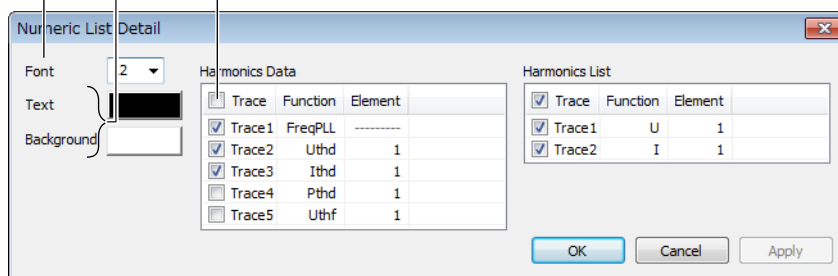 Numeric List Detail
Font
Text
Background
Harmonics Data
Trace Function Element
Trace1 FreqPLL ---------
Trace2 Uthd 1
Trace3 Ithd 1
Trace4 Pthd 1
Trace5 Uthf 1
Harmonics List
Trace Function Element
Trace1 U 1
Trace2 I 1
OK Cancel Apply